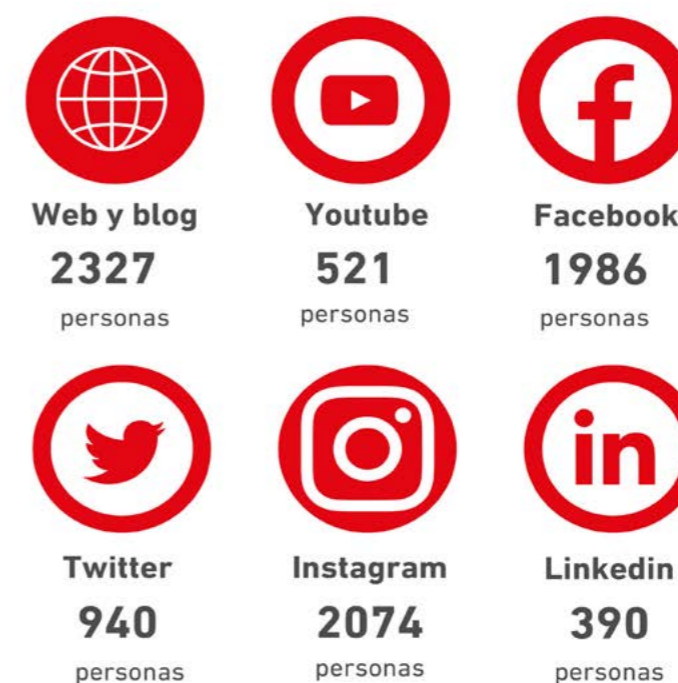 Web y blog
2327
personas
Youtube
521
personas
Facebook
1986
personas
Twitter
940
personas
Instagram
2074
personas
in
Linkedin
390
personas